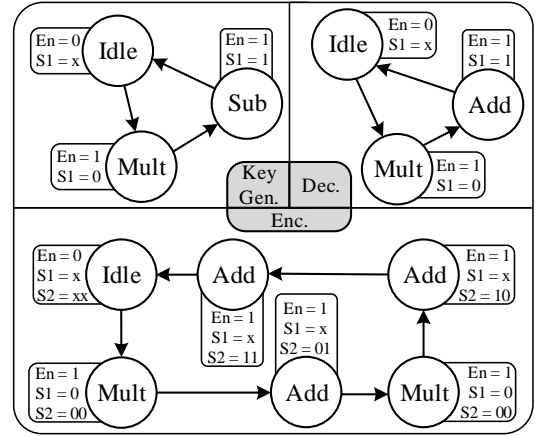 En = 0
S1 = x
Idle
En = 1
S1 = 1
Sub
En = 1
S1 = 0
Mult
Idle
En = 0
S1 = x
En = 1
S1 = 1
Add
Mult
En = 1
S1 = 0
Key
Gen.
Dec.
Enc.
En = 0
S1 = x
S2 = xx
Idle
Add
En = 1
S1 = x
S2 = 11
Add
En = 1
S1 = x
S2 = 10
En = 1
S1 = 0
S2 = 00
Mult
En = 1
S1 = x
S2 = 01
Add
Mult
En = 1
S1 = 0
S2 = 00